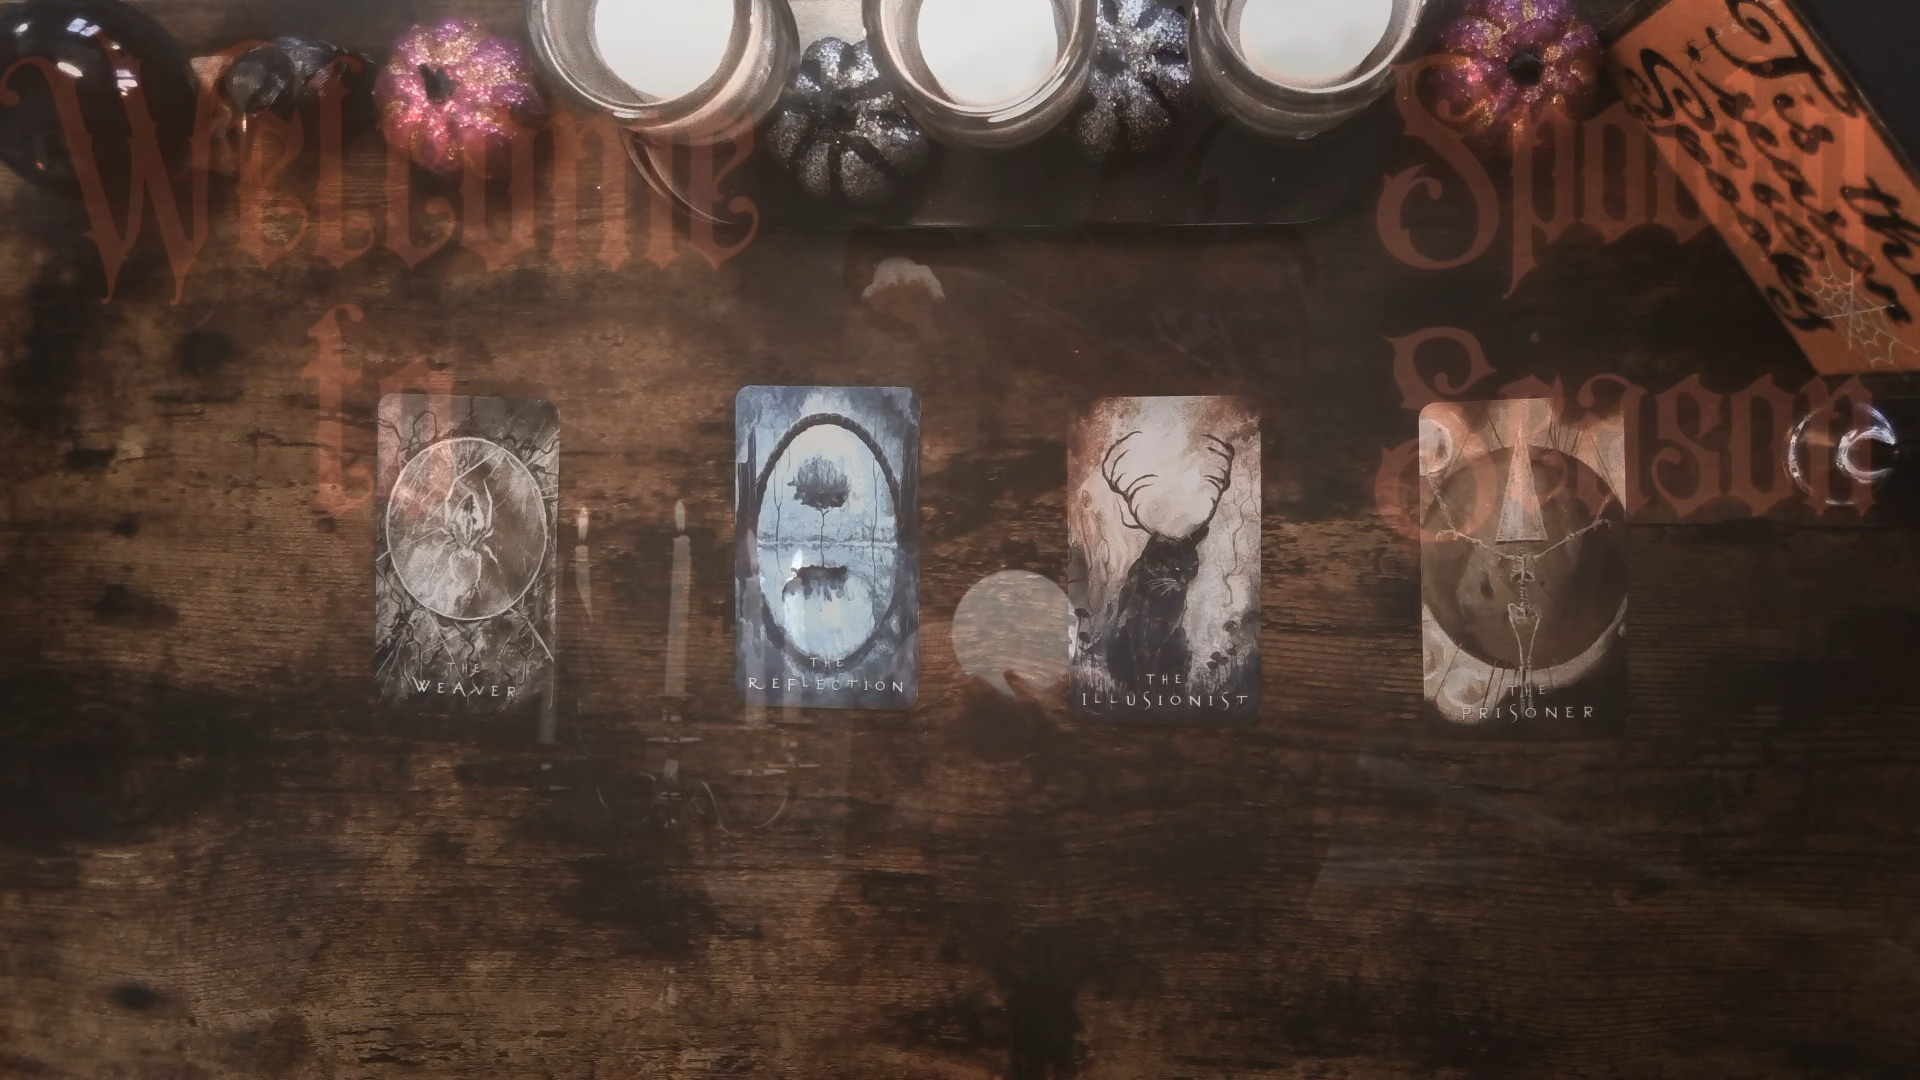 Welcome
to
Spooky
Season
Tis the
Season
THE
WEAVER
THE
REFLECTION
THE
ILLUSIONIST
THE
PRISONER